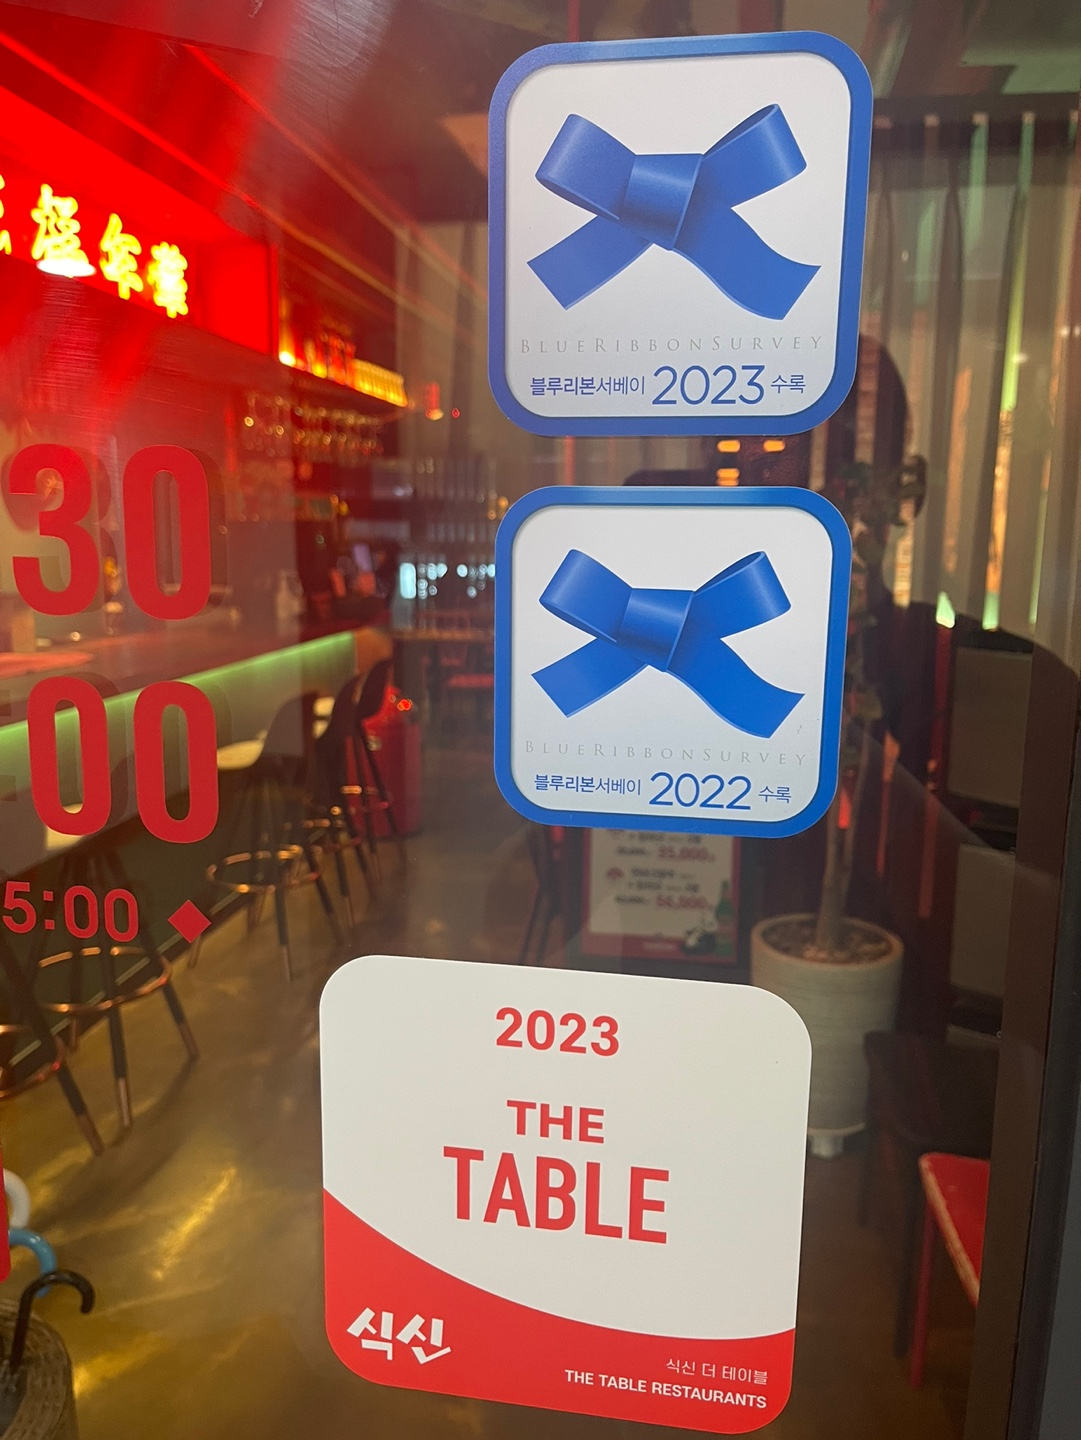 BLUERIBBONSURVEY
블루리본서베이 2023 수록
30
00
BLUERIBBONSURVEY
블루리본서베이 2022 수록
35,000
5:00
2023
THE
TABLE
식신
식신 더 테이블
THE TABLE RESTAURANTS